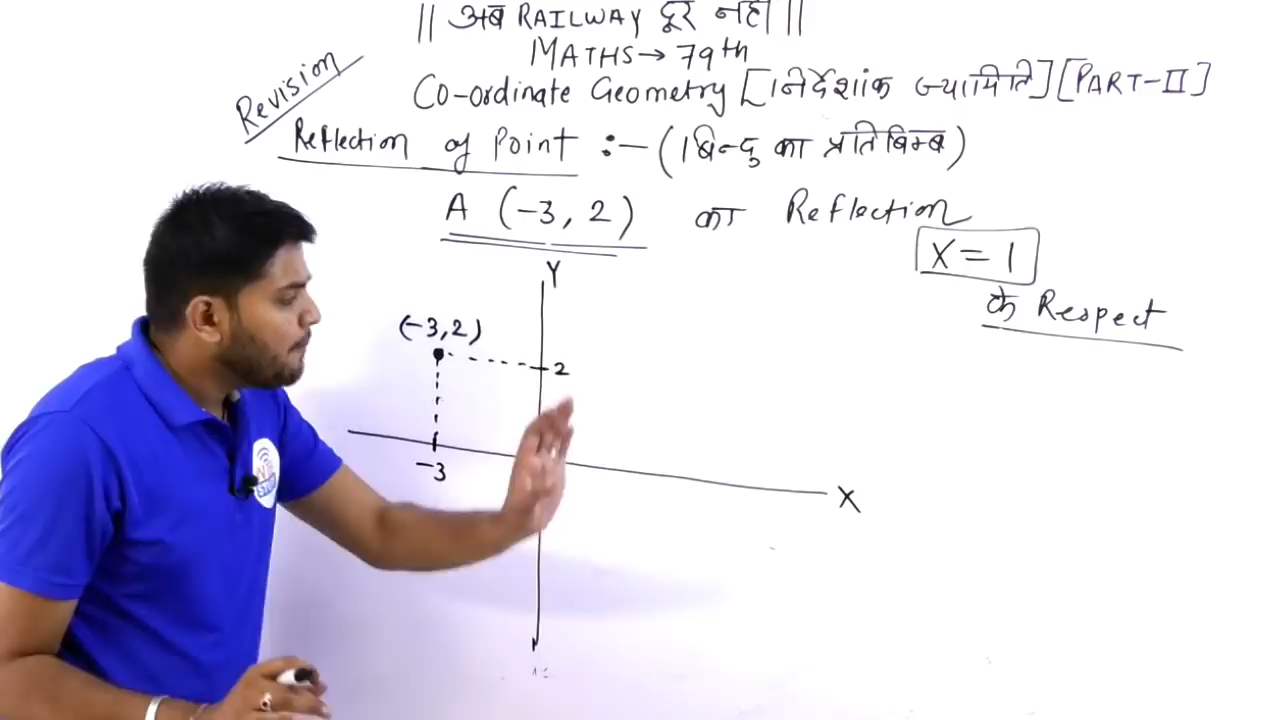 || अब RAILWAY दूर नहीं ||
MATHS → 79th
Revision
Co-ordinate Geometry [निर्देशांक ज्यामिति] [PART-II]
Reflection of Point :- (बिन्दु का प्रतिबिम्ब)
A (-3, 2) का Reflection
X = 1
के Respect
Y
(-3, 2)
2
-3
X